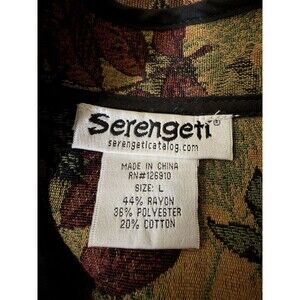 Serengeti®
serengeticatalog.com
MADE IN CHINA
RN#126910
SIZE: L
44% RAYON
36% POLYESTER
20% COTTON